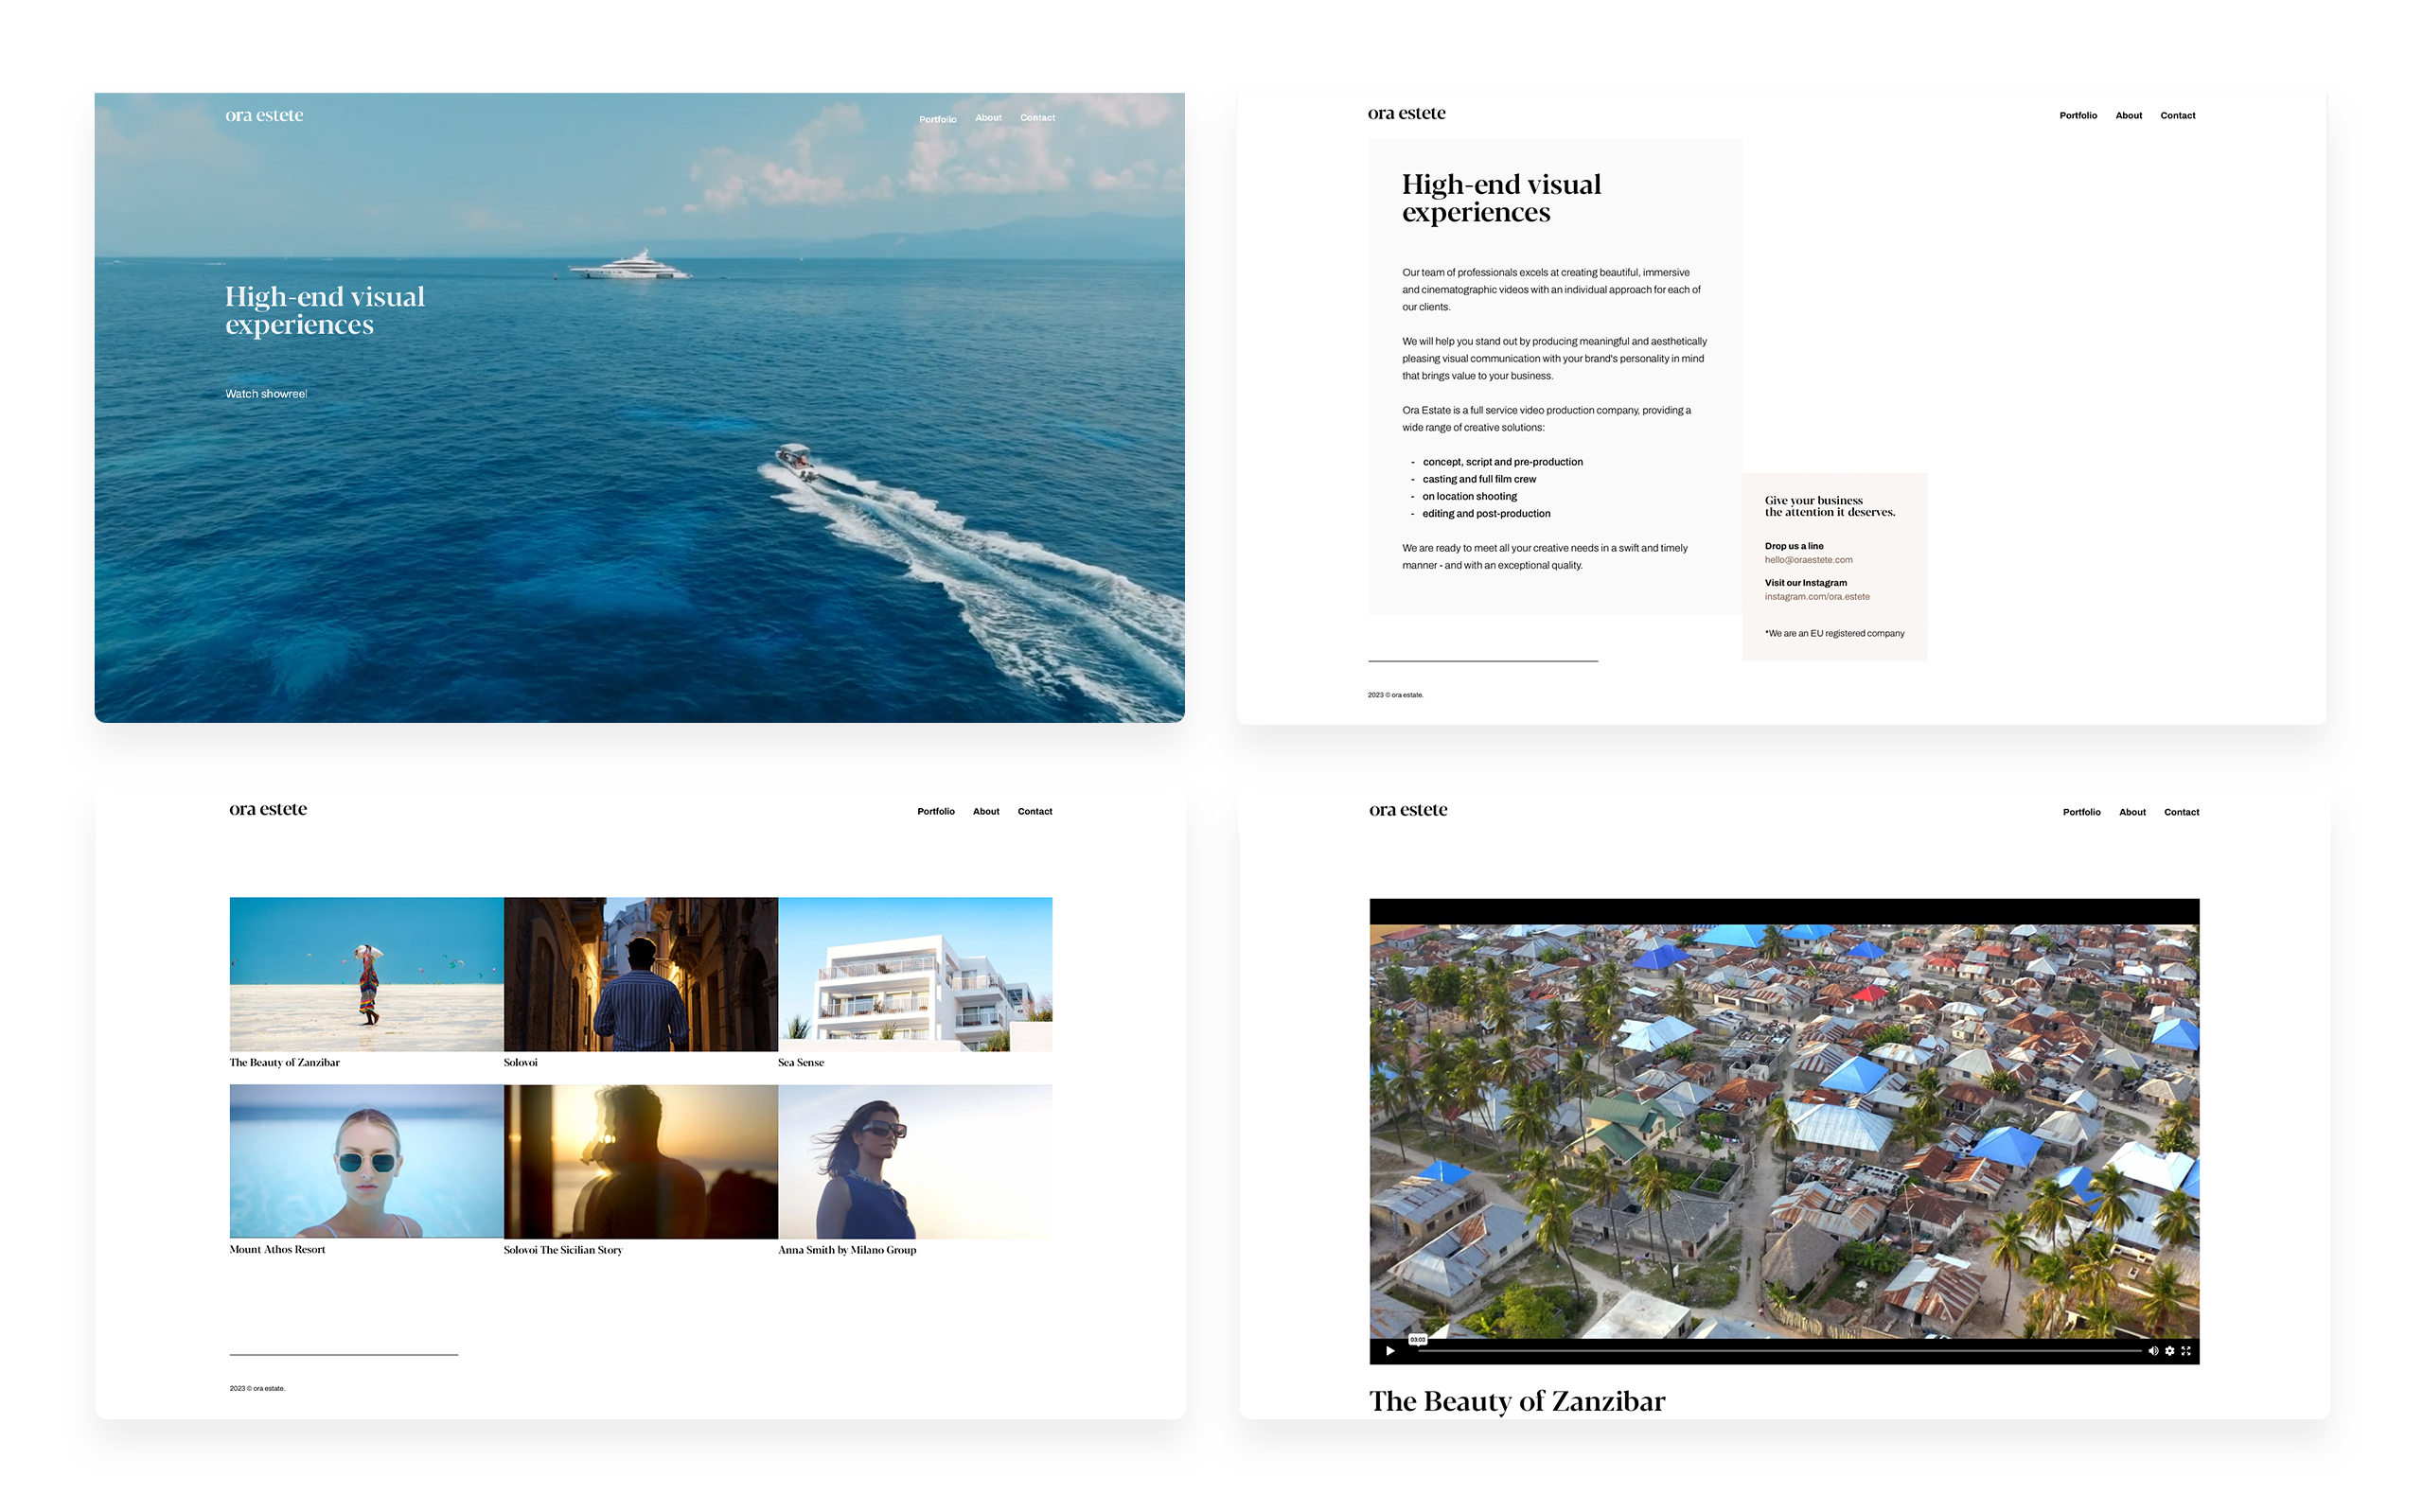 ora estete
Portfolio About Contact
High-end visual
experiences
Watch showreel
ora estete
Portfolio About Contact
High-end visual
experiences
Our team of professionals excels at creating beautiful, immersive
and cinematographic videos with an individual approach for each of
our clients.
We will help you stand out by producing meaningful and aesthetically
pleasing visual communication with your brand's personality in mind
that brings value to your business.
Ora Estate is a full service video production company, providing a
wide range of creative solutions:
- concept, script and pre-production
- casting and full film crew
- on location shooting
- editing and post-production
We are ready to meet all your creative needs in a swift and timely
manner - and with an exceptional quality.
Give your business
the attention it deserves.
Drop us a line
hello@oraestete.com
Visit our Instagram
instagram.com/ora.estete
*We are an EU registered company
2023 © ora estate.
ora estete
Portfolio About Contact
The Beauty of Zanzibar
Solovoi
Sea Sense
Mount Athos Resort
Solovoi The Sicilian Story
Anna Smith by Milano Group
2023 © ora estate.
ora estete
Portfolio About Contact
03:03
The Beauty of Zanzibar